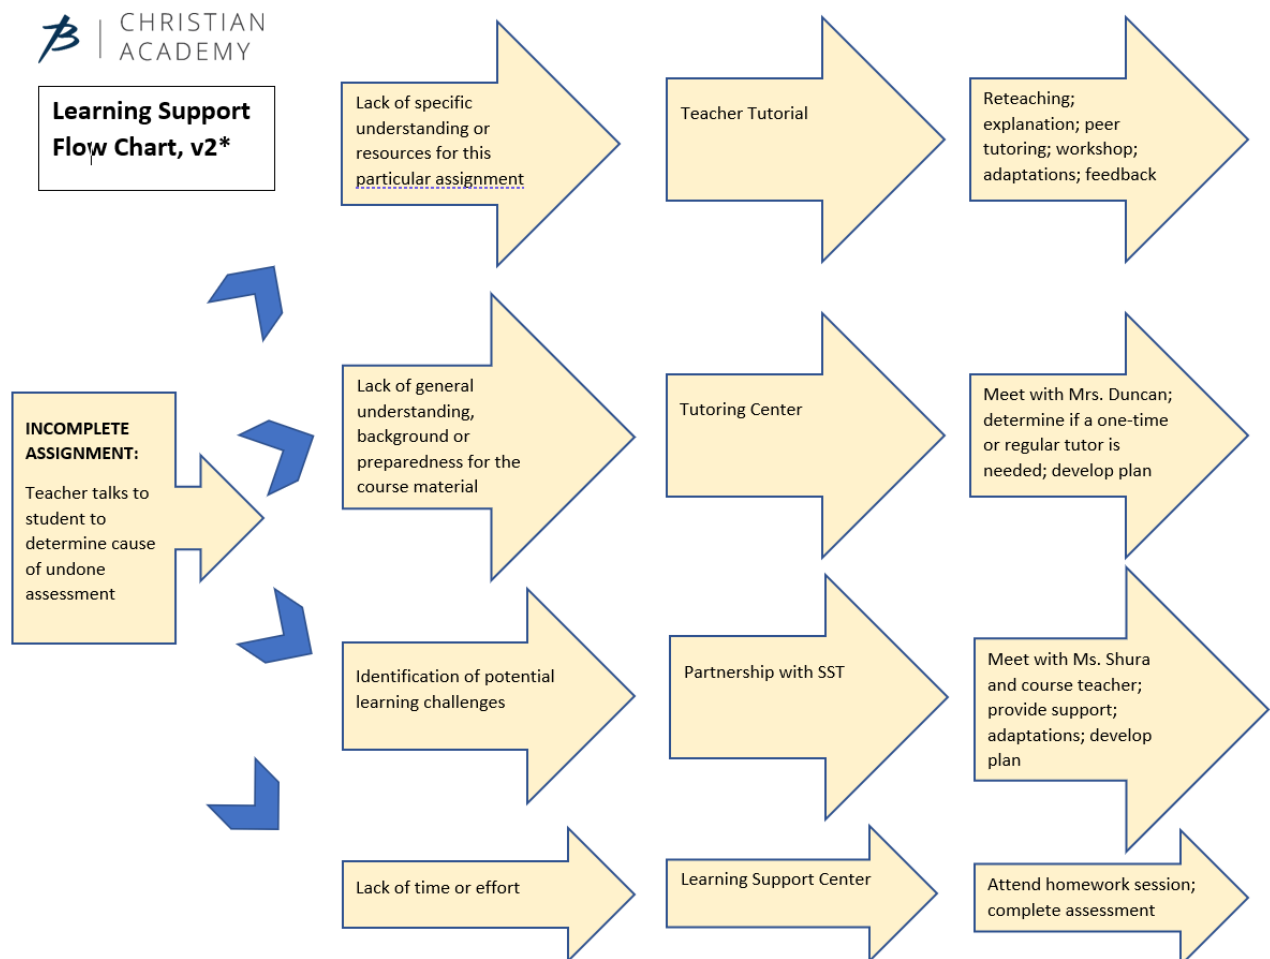 CHRISTIAN
ACADEMY
Learning Support
Flow Chart, v2*
INCOMPLETE
ASSIGNMENT:
Teacher talks to
student to
determine cause
of undone
assessment
Lack of specific
understanding or
resources for this
particular assignment
Teacher Tutorial
Reteaching;
explanation; peer
tutoring; workshop;
adaptations; feedback
Lack of general
understanding,
background or
preparedness for the
course material
Tutoring Center
Meet with Mrs. Duncan;
determine if a one-time
or regular tutor is
needed; develop plan
Identification of potential
learning challenges
Partnership with SST
Meet with Ms. Shura
and course teacher;
provide support;
adaptations; develop
plan
Lack of time or effort
Learning Support Center
Attend homework session;
complete assessment